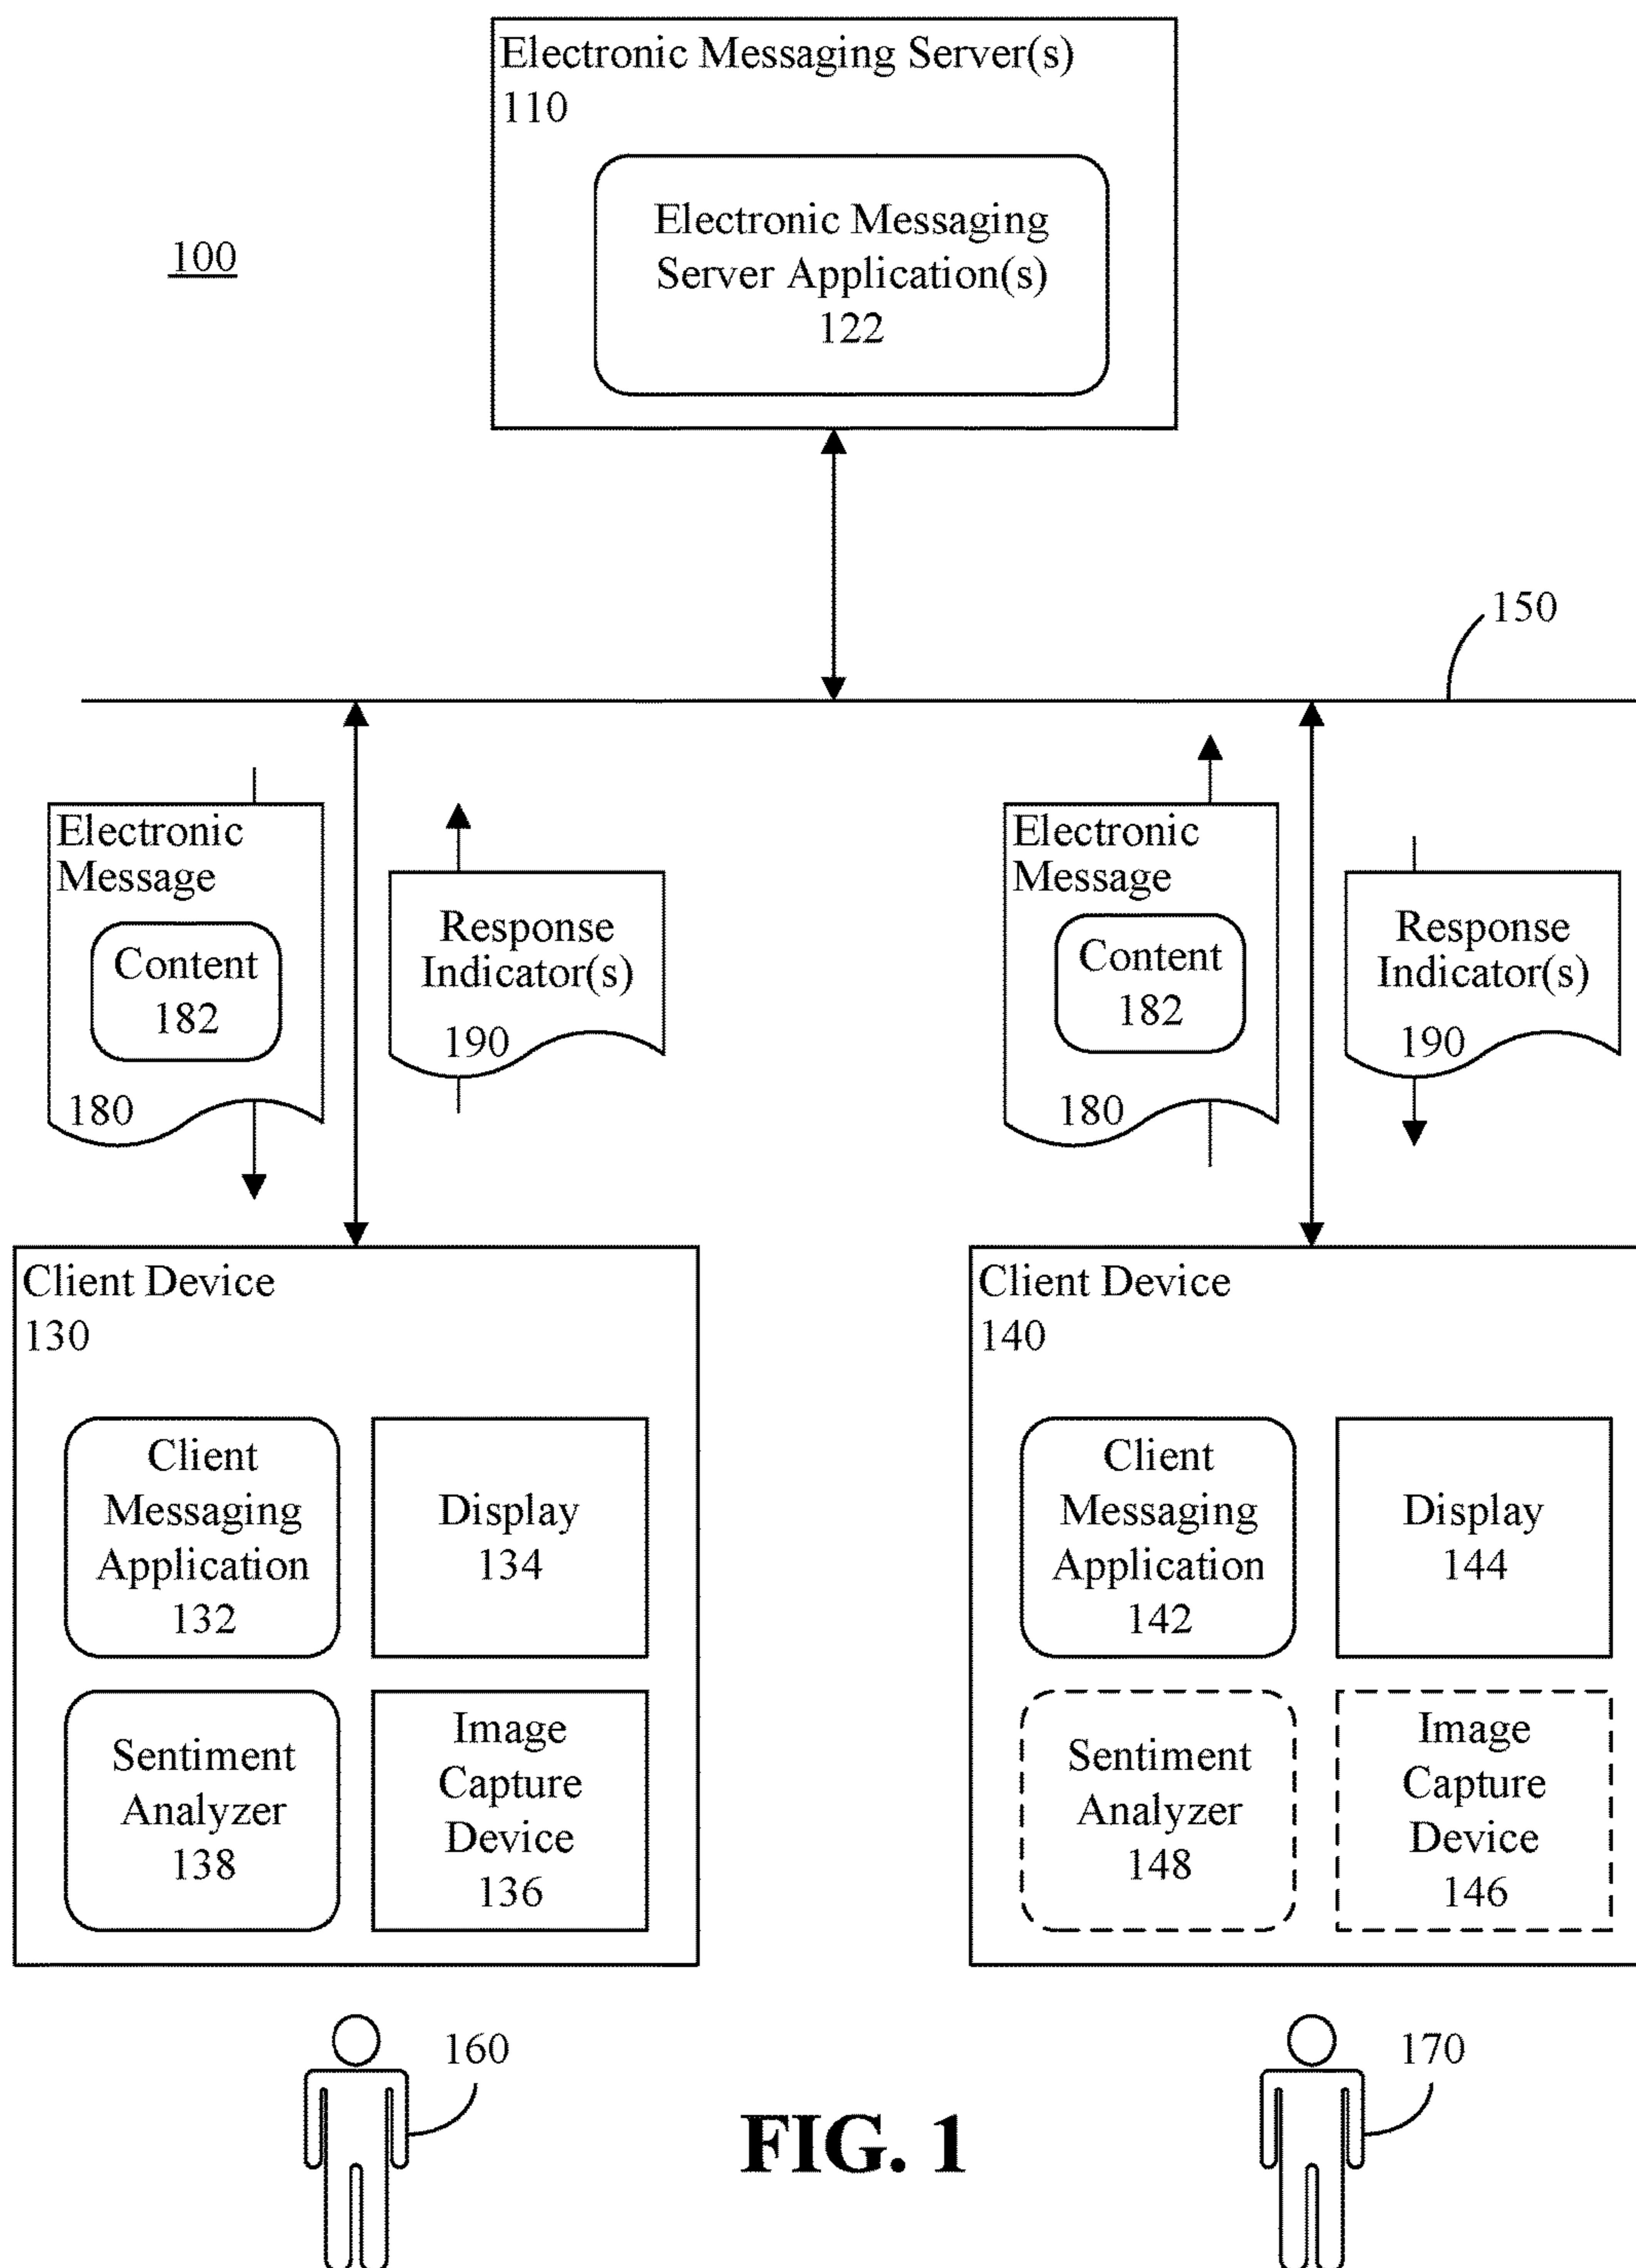 Electronic Messaging Server(s)
110
Electronic Messaging
Server Application(s)
122
100
150
Electronic
Message
Content
182
180
Response
Indicator(s)
190
Electronic
Message
Content
182
180
Response
Indicator(s)
190
Client Device
130
Client
Messaging
Application
132
Display
134
Sentiment
Analyzer
138
Image
Capture
Device
136
Client Device
140
Client
Messaging
Application
142
Display
144
Sentiment
Analyzer
148
Image
Capture
Device
146
160
170
FIG. 1